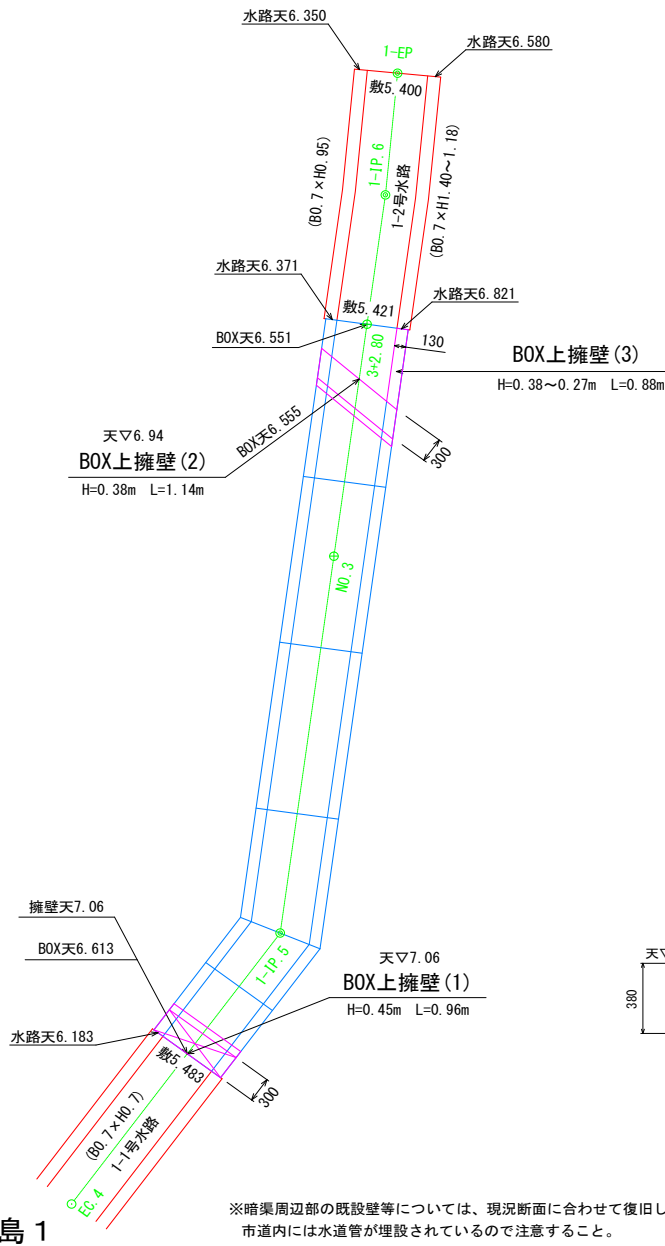 水路天6.350
1-EP
水路天6.580
敷5.400
(B0.7×H0.95)
1-IP.6
1-2号水路
(B0.7×H1.40～1.18)
水路天6.371
敷5.421
水路天6.821
BOX天6.551
3+2.80
130
BOX上擁壁(3)
H=0.38～0.27m L=0.88m
BOX天6.555
天▽6.94
BOX上擁壁(2)
H=0.38m L=1.14m
300
NO.3
擁壁天7.06
BOX天6.613
1-IP.5
天▽7.06
BOX上擁壁(1)
H=0.45m L=0.96m
天▽
380
水路天6.183
敷5.483
300
(B0.7×H0.7)
1-1号水路
EC.4
島1
※暗渠周辺部の既設壁等については、現況断面に合わせて復旧し
市道内には水道管が埋設されているので注意すること。